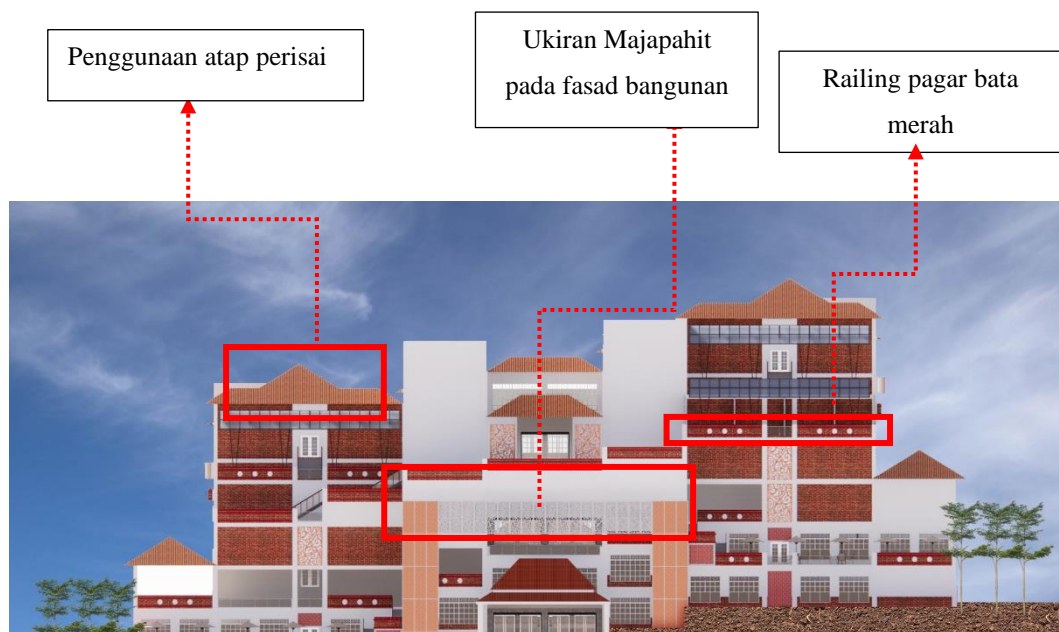 Penggunaan atap perisai
Ukiran Majapahit
pada fasad bangunan
Railing pagar bata
merah